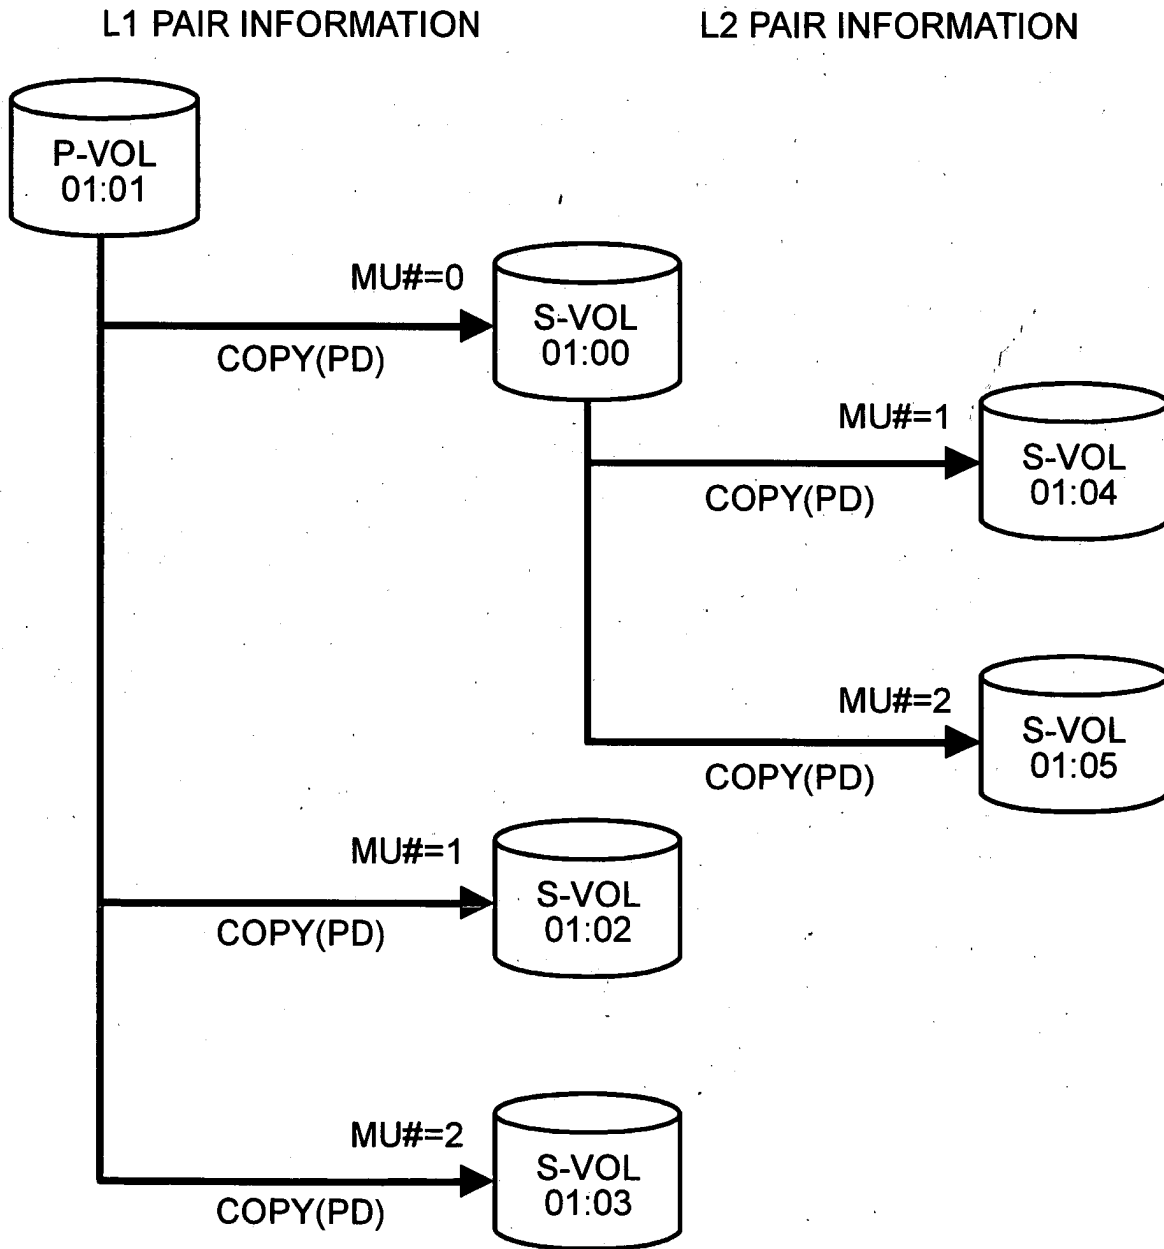 L1 PAIR INFORMATION
L2 PAIR INFORMATION
P-VOL
01:01
MU#=0
COPY(PD)
S-VOL
01:00
MU#=1
COPY(PD)
S-VOL
01:04
MU#=2
COPY(PD)
S-VOL
01:05
MU#=1
COPY(PD)
S-VOL
01:02
MU#=2
COPY(PD)
S-VOL
01:03